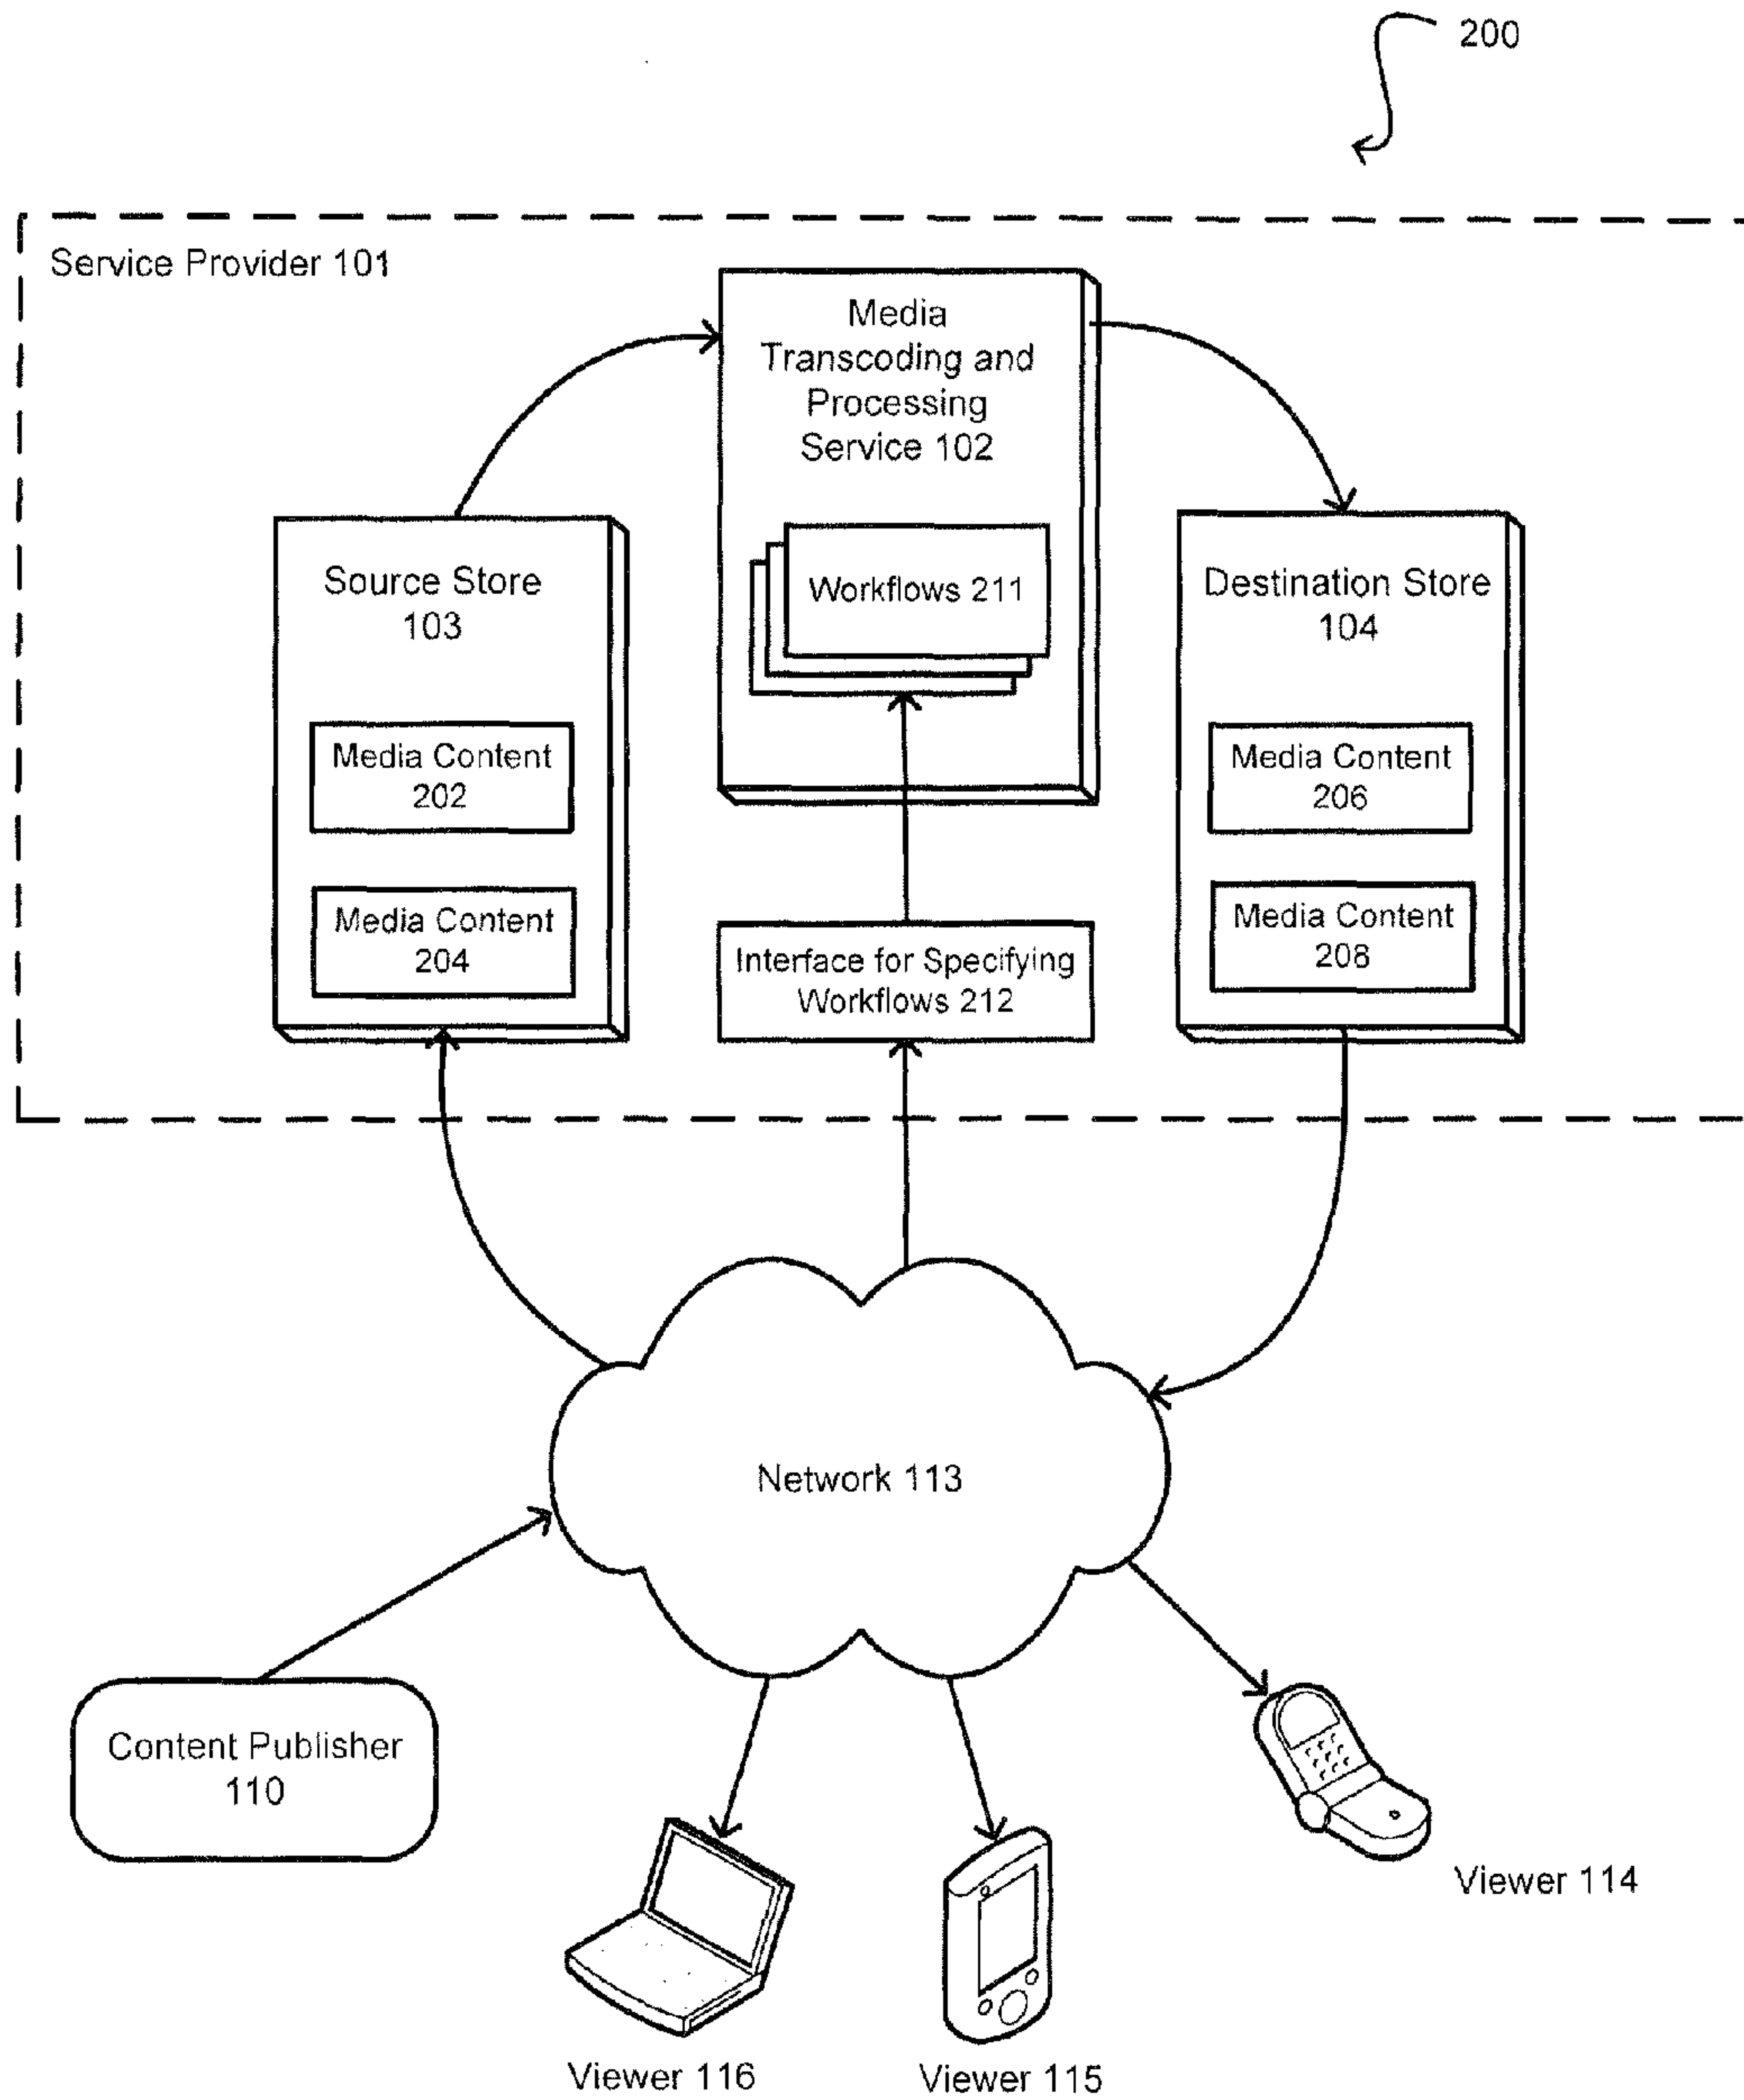 200
Service Provider 101
Media
Transcoding and
Processing
Service 102
Workflows 211
Source Store
103
Media Content
202
Media Content
204
Interface for Specifying
Workflows 212
Destination Store
104
Media Content
206
Media Content
208
Network 113
Content Publisher
110
Viewer 114
Viewer 116
Viewer 115